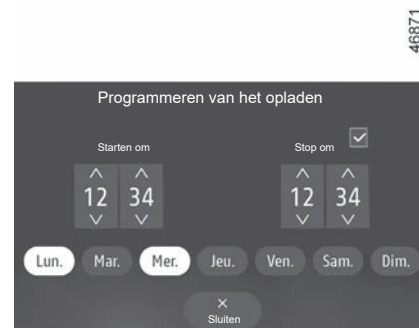 46871
Programmeren van het opladen
Starten om
Stop om
12 34
12 34
Lun. Mar. Mer. Jeu. Ven. Sam. Dim.
Sluiten